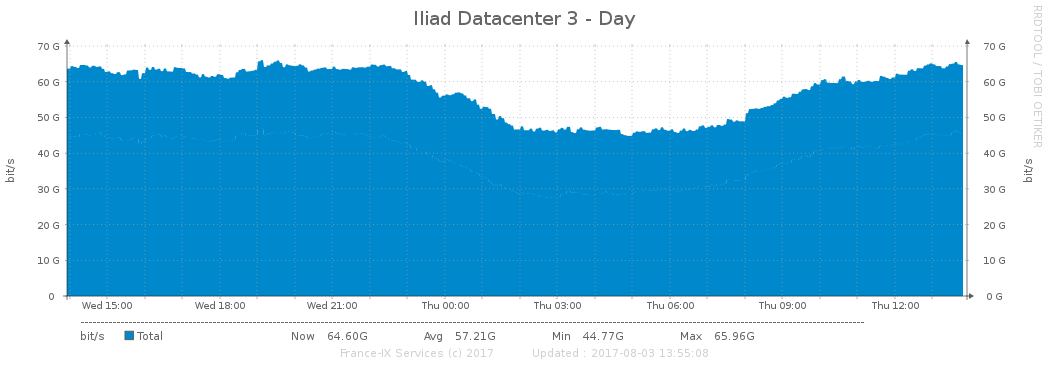 Iliad Datacenter 3 - Day
RRDTOOL / TOBI OETIKER
70 G 70 G
60 G 60 G
50 G 50 G
40 G 40 G
30 G 30 G
20 G 20 G
10 G 10 G
0 0 G
bit/s bit/s
Wed 15:00 Wed 18:00 Wed 21:00 Thu 00:00 Thu 03:00 Thu 06:00 Thu 09:00 Thu 12:00
bit/s Total Now 64.60G Avg 57.21G Min 44.77G Max 65.96G
France-IX Services (c) 2017 Updated : 2017-08-03 13:55:08